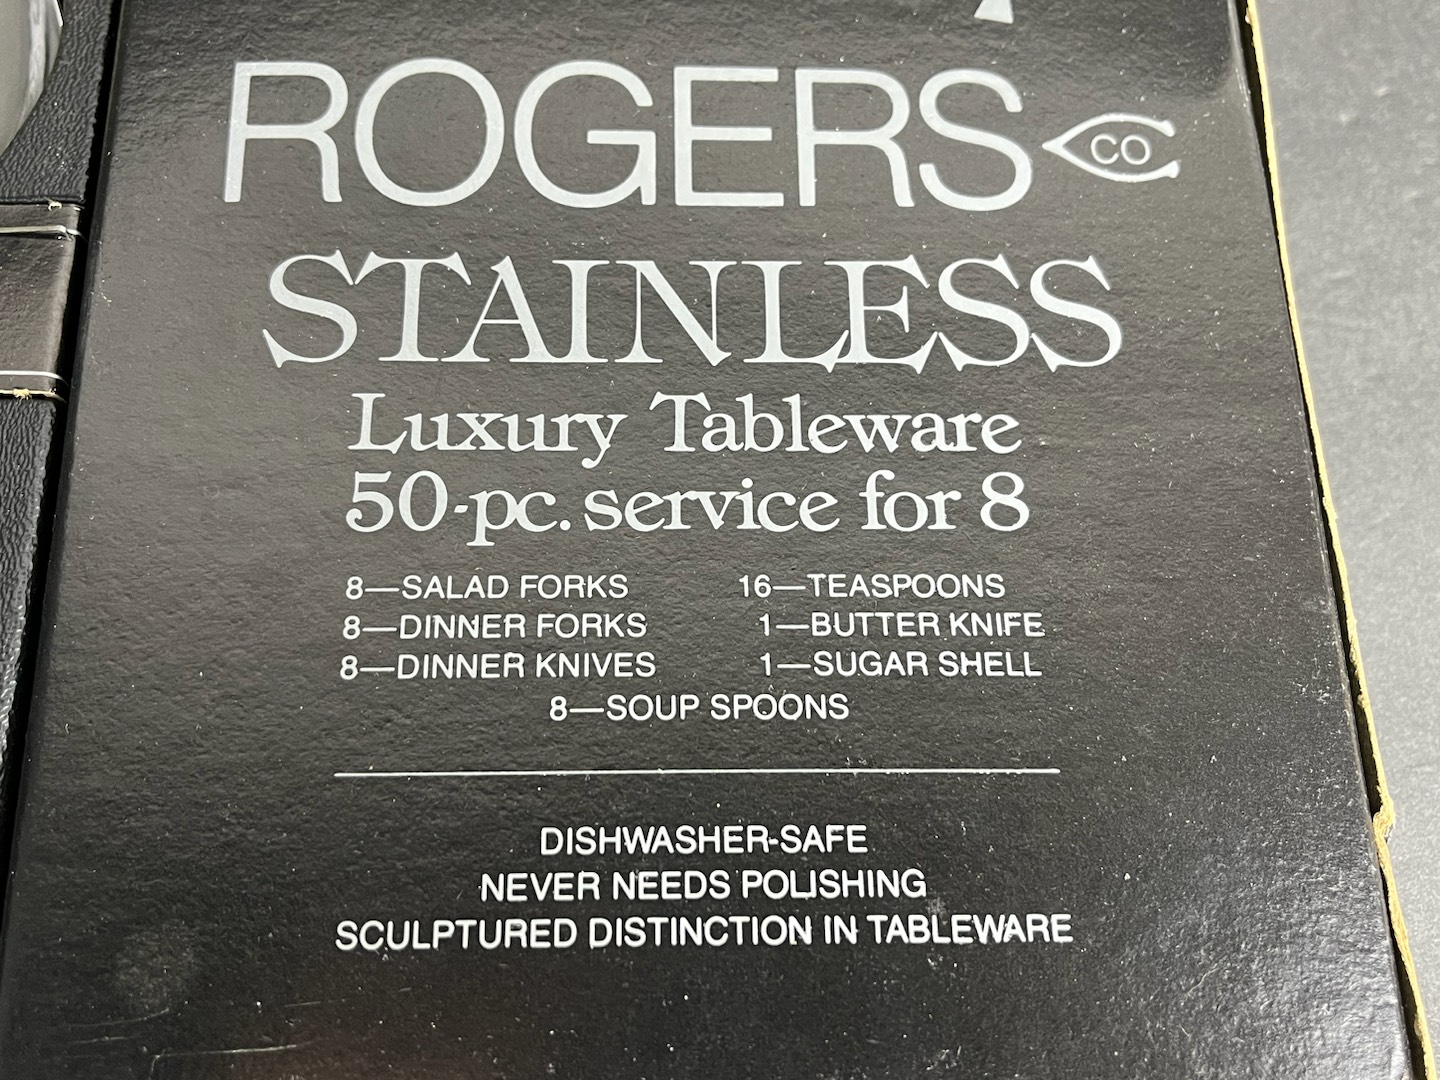 ROGERS CO
STAINLESS
Luxury Tableware
50-pc. service for 8
8—SALAD FORKS 16—TEASPOONS
8—DINNER FORKS 1—BUTTER KNIFE
8—DINNER KNIVES 1—SUGAR SHELL
8—SOUP SPOONS
DISHWASHER-SAFE
NEVER NEEDS POLISHING
SCULPTURED DISTINCTION IN TABLEWARE